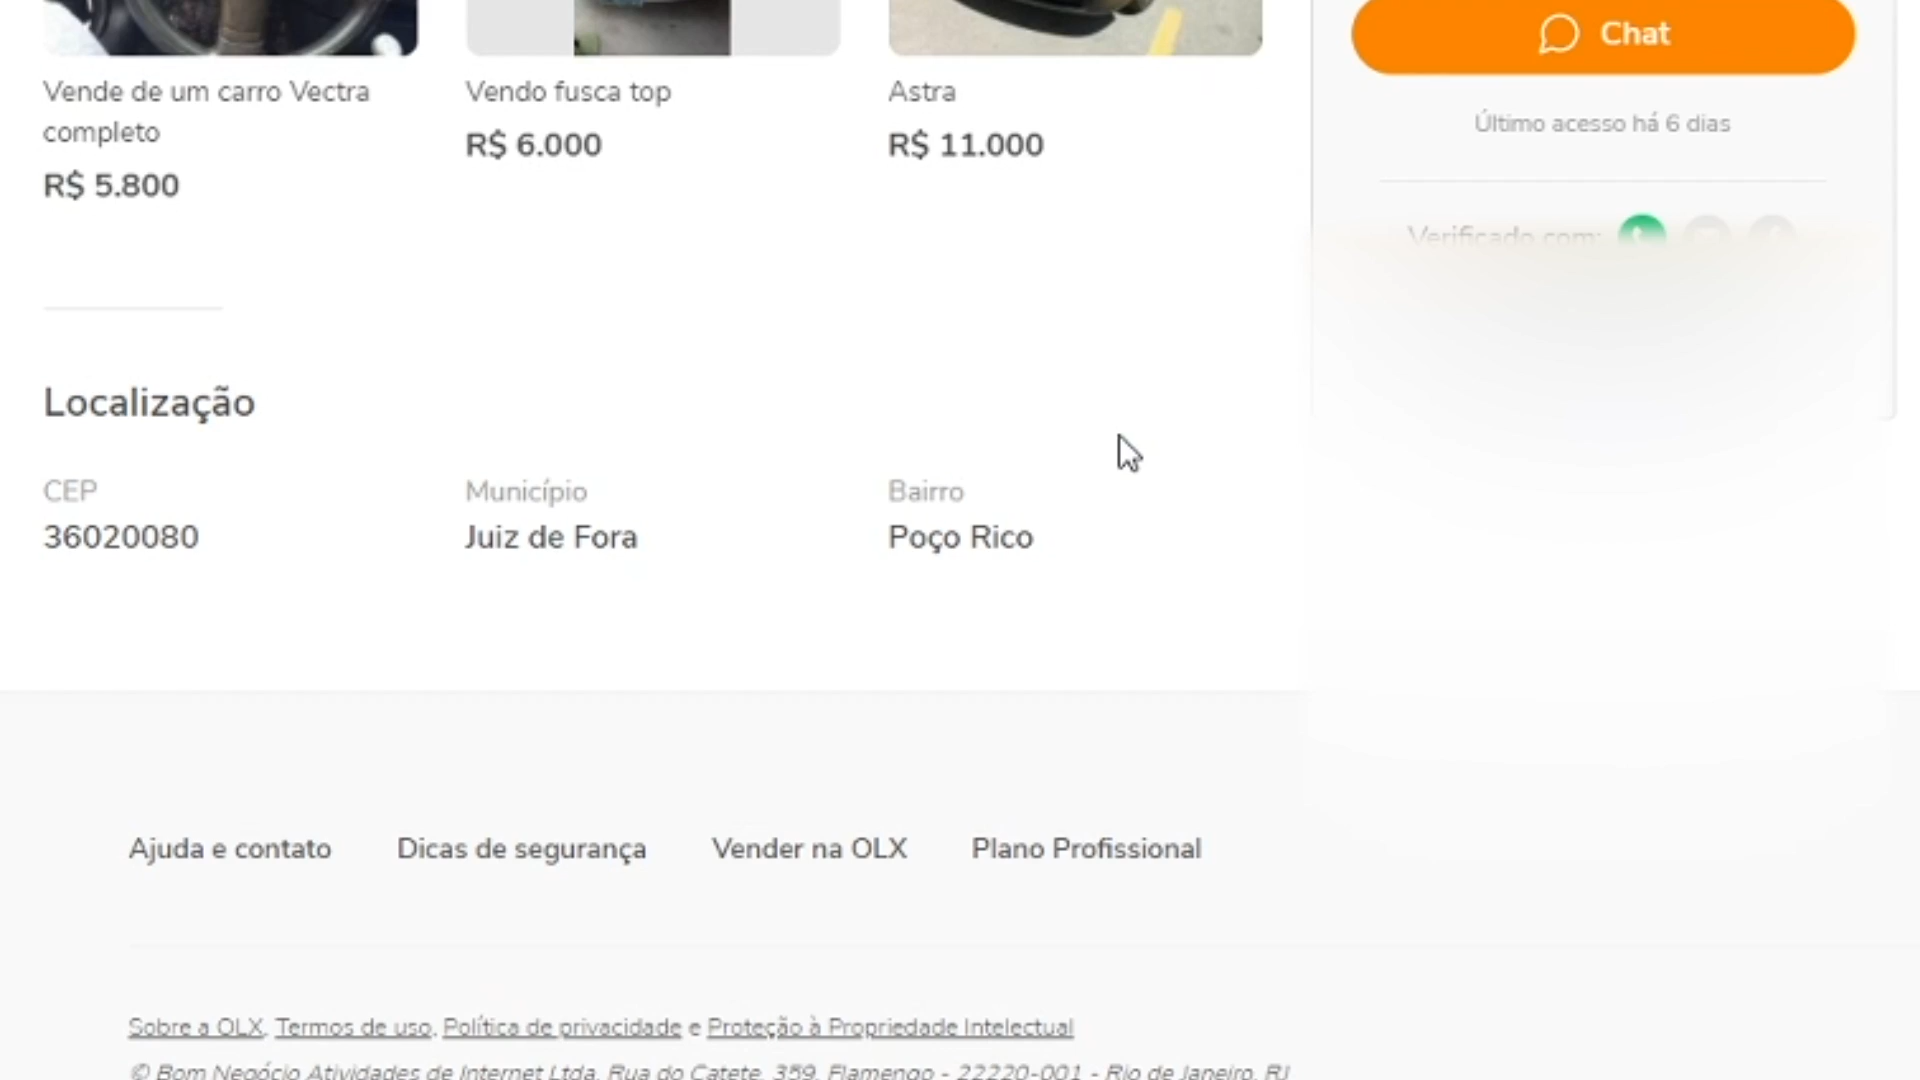 Vende de um carro Vectra
completo
R$ 5.800
Vendo fusca top
R$ 6.000
Astra
R$ 11.000
Chat
Último acesso há 6 dias
Verificado com:
Localização
CEP
36020080
Município
Juiz de Fora
Bairro
Poço Rico
Ajuda e contato
Dicas de segurança
Vender na OLX
Plano Profissional
Sobre a OLX, Termos de uso, Política de privacidade e Proteção à Propriedade Intelectual
© Bom Negócio Atividades de Internet Ltda. Rua do Catete, 359, Flamengo - 22220-001 - Rio de Janeiro, RJ